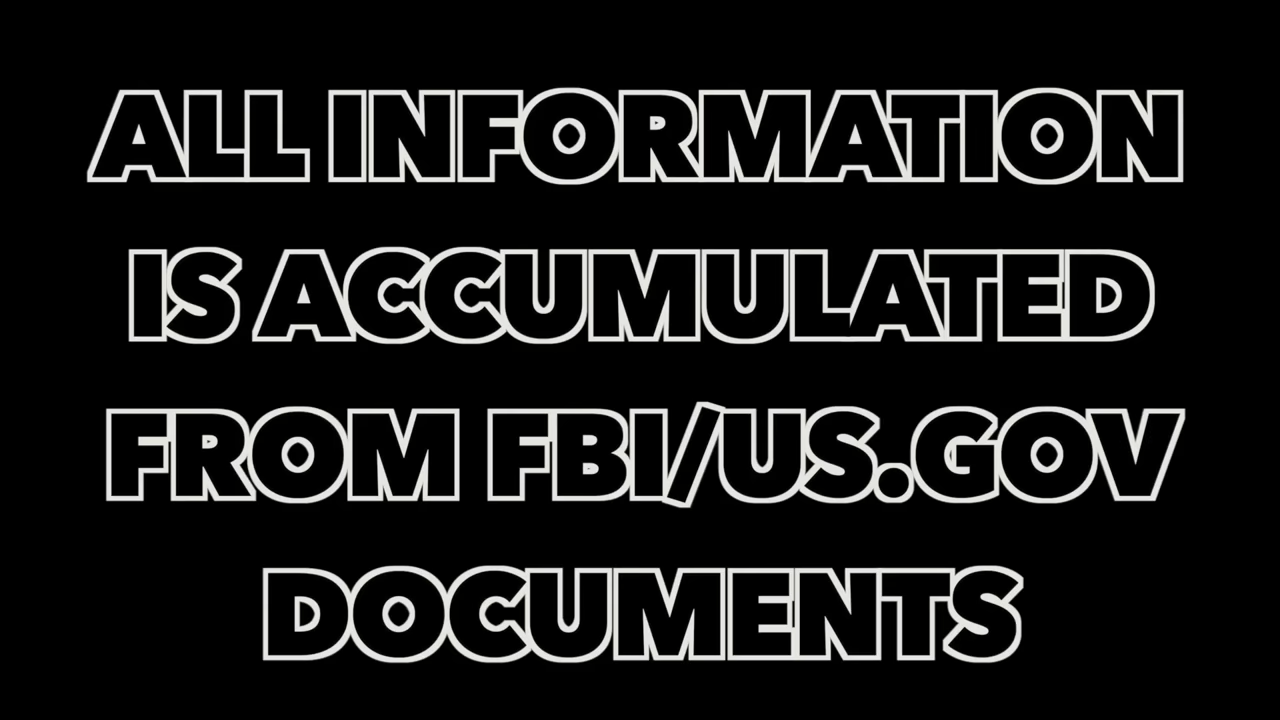 ALL INFORMATION
IS ACCUMULATED
FROM FBI/US.GOV
DOCUMENTS